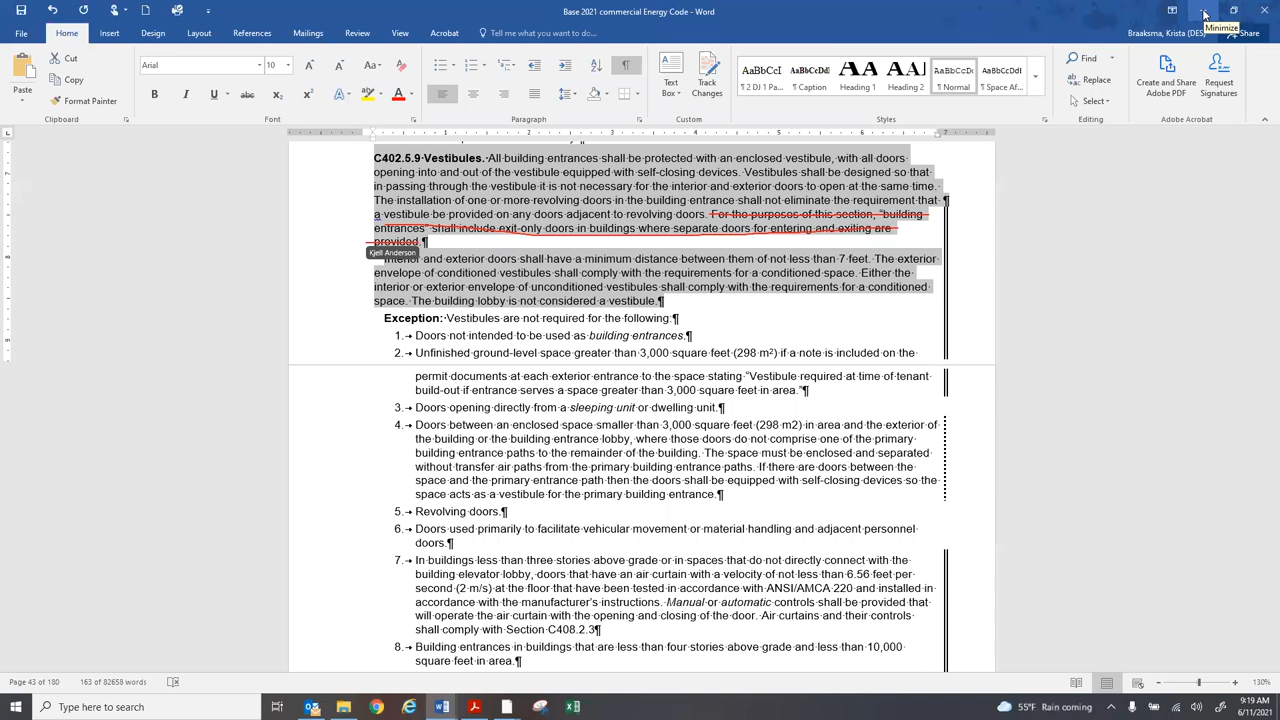 Base 2021 commercial Energy Code - Word
Minimize
File Home Insert Design Layout References Mailings Review View Acrobat Tell me what you want to do... Braaksma, Krista (DES) Share
Paste Cut Copy Format Painter
Arial 10
Text Box Track Changes
AaBbCcI AaBbCcDdI AaA AaA AaBbCcDdI AaBbCcDdI
¶ 2 DJ 1 Pa... ¶ Caption Heading 1 Heading 2 ¶ Normal ¶ Space Af...
Find Replace Select
Create and Share Adobe PDF Request Signatures
Clipboard Font Paragraph Custom Styles Editing Adobe Acrobat
C402.5.9 Vestibules. All building entrances shall be protected with an enclosed vestibule, with all doors
opening into and out of the vestibule equipped with self-closing devices. Vestibules shall be designed so that
in passing through the vestibule it is not necessary for the interior and exterior doors to open at the same time.
The installation of one or more revolving doors in the building entrance shall not eliminate the requirement that ¶
a vestibule be provided on any doors adjacent to revolving doors. For the purposes of this section, “building
entrances” shall include exit-only doors in buildings where separate doors for entering and exiting are
provided.¶
Kjell Anderson
Interior and exterior doors shall have a minimum distance between them of not less than 7 feet. The exterior
envelope of conditioned vestibules shall comply with the requirements for a conditioned space. Either the
interior or exterior envelope of unconditioned vestibules shall comply with the requirements for a conditioned
space. The building lobby is not considered a vestibule.¶
Exception: Vestibules are not required for the following:¶
1. Doors not intended to be used as building entrances.¶
2. Unfinished ground-level space greater than 3,000 square feet (298 m²) if a note is included on the
permit documents at each exterior entrance to the space stating “Vestibule required at time of tenant
build-out if entrance serves a space greater than 3,000 square feet in area.”¶
3. Doors opening directly from a sleeping unit or dwelling unit.¶
4. Doors between an enclosed space smaller than 3,000 square feet (298 m2) in area and the exterior of
the building or the building entrance lobby, where those doors do not comprise one of the primary
building entrance paths to the remainder of the building. The space must be enclosed and separated
without transfer air paths from the primary building entrance paths. If there are doors between the
space and the primary entrance path then the doors shall be equipped with self-closing devices so the
space acts as a vestibule for the primary building entrance.¶
5. Revolving doors.¶
6. Doors used primarily to facilitate vehicular movement or material handling and adjacent personnel
doors.¶
7. In buildings less than three stories above grade or in spaces that do not directly connect with the
building elevator lobby, doors that have an air curtain with a velocity of not less than 6.56 feet per
second (2 m/s) at the floor that have been tested in accordance with ANSI/AMCA 220 and installed in
accordance with the manufacturer’s instructions. Manual or automatic controls shall be provided that
will operate the air curtain with the opening and closing of the door. Air curtains and their controls
shall comply with Section C408.2.3¶
8. Building entrances in buildings that are less than four stories above grade and less than 10,000
square feet in area.¶
Page 43 of 180 163 of 82658 words 130%
Type here to search 55°F Rain coming 9:19 AM
6/11/2021